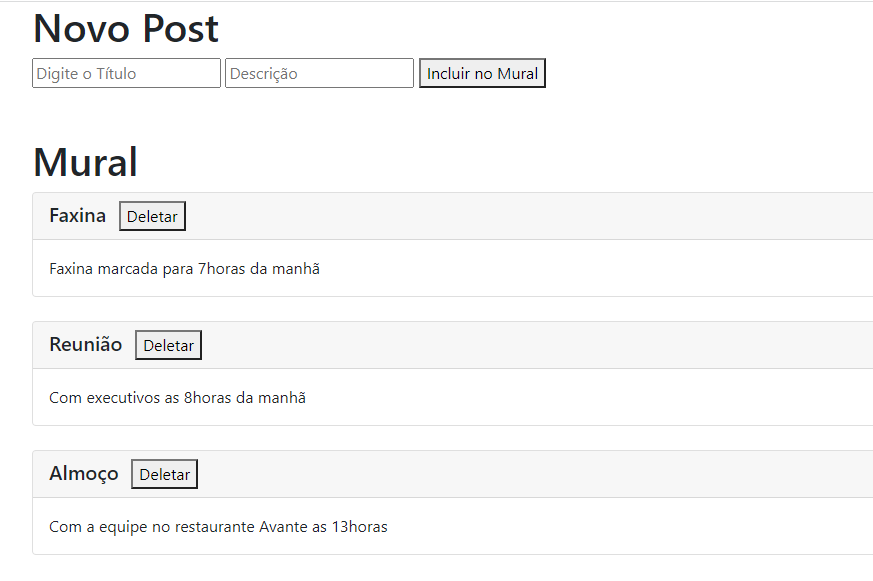 Novo Post
Digite o Título Descrição Incluir no Mural
Mural
Faxina Deletar
Faxina marcada para 7horas da manhã
Reunião Deletar
Com executivos as 8horas da manhã
Almoço Deletar
Com a equipe no restaurante Avante as 13horas